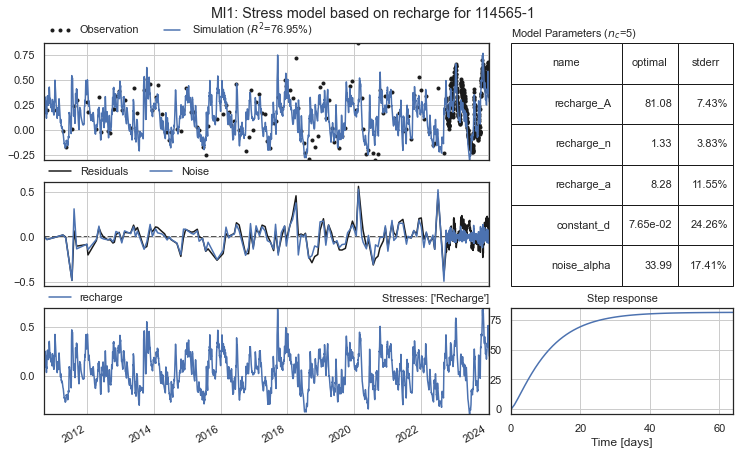 Ml1: Stress model based on recharge for 114565-1
Observation Simulation (R²=76.95%)
0.75
0.50
0.25
0.00
−0.25
Residuals Noise
0.5
0.0
−0.5
recharge Stresses: ['Recharge']
0.5
0.0
2012 2014 2016 2018 2020 2022 2024
Model Parameters (n_c=5)
name optimal stderr
recharge_A 81.08 7.43%
recharge_n 1.33 3.83%
recharge_a 8.28 11.55%
constant_d 7.65e-02 24.26%
noise_alpha 33.99 17.41%
Step response
75
50
25
0
0 20 40 60
Time [days]